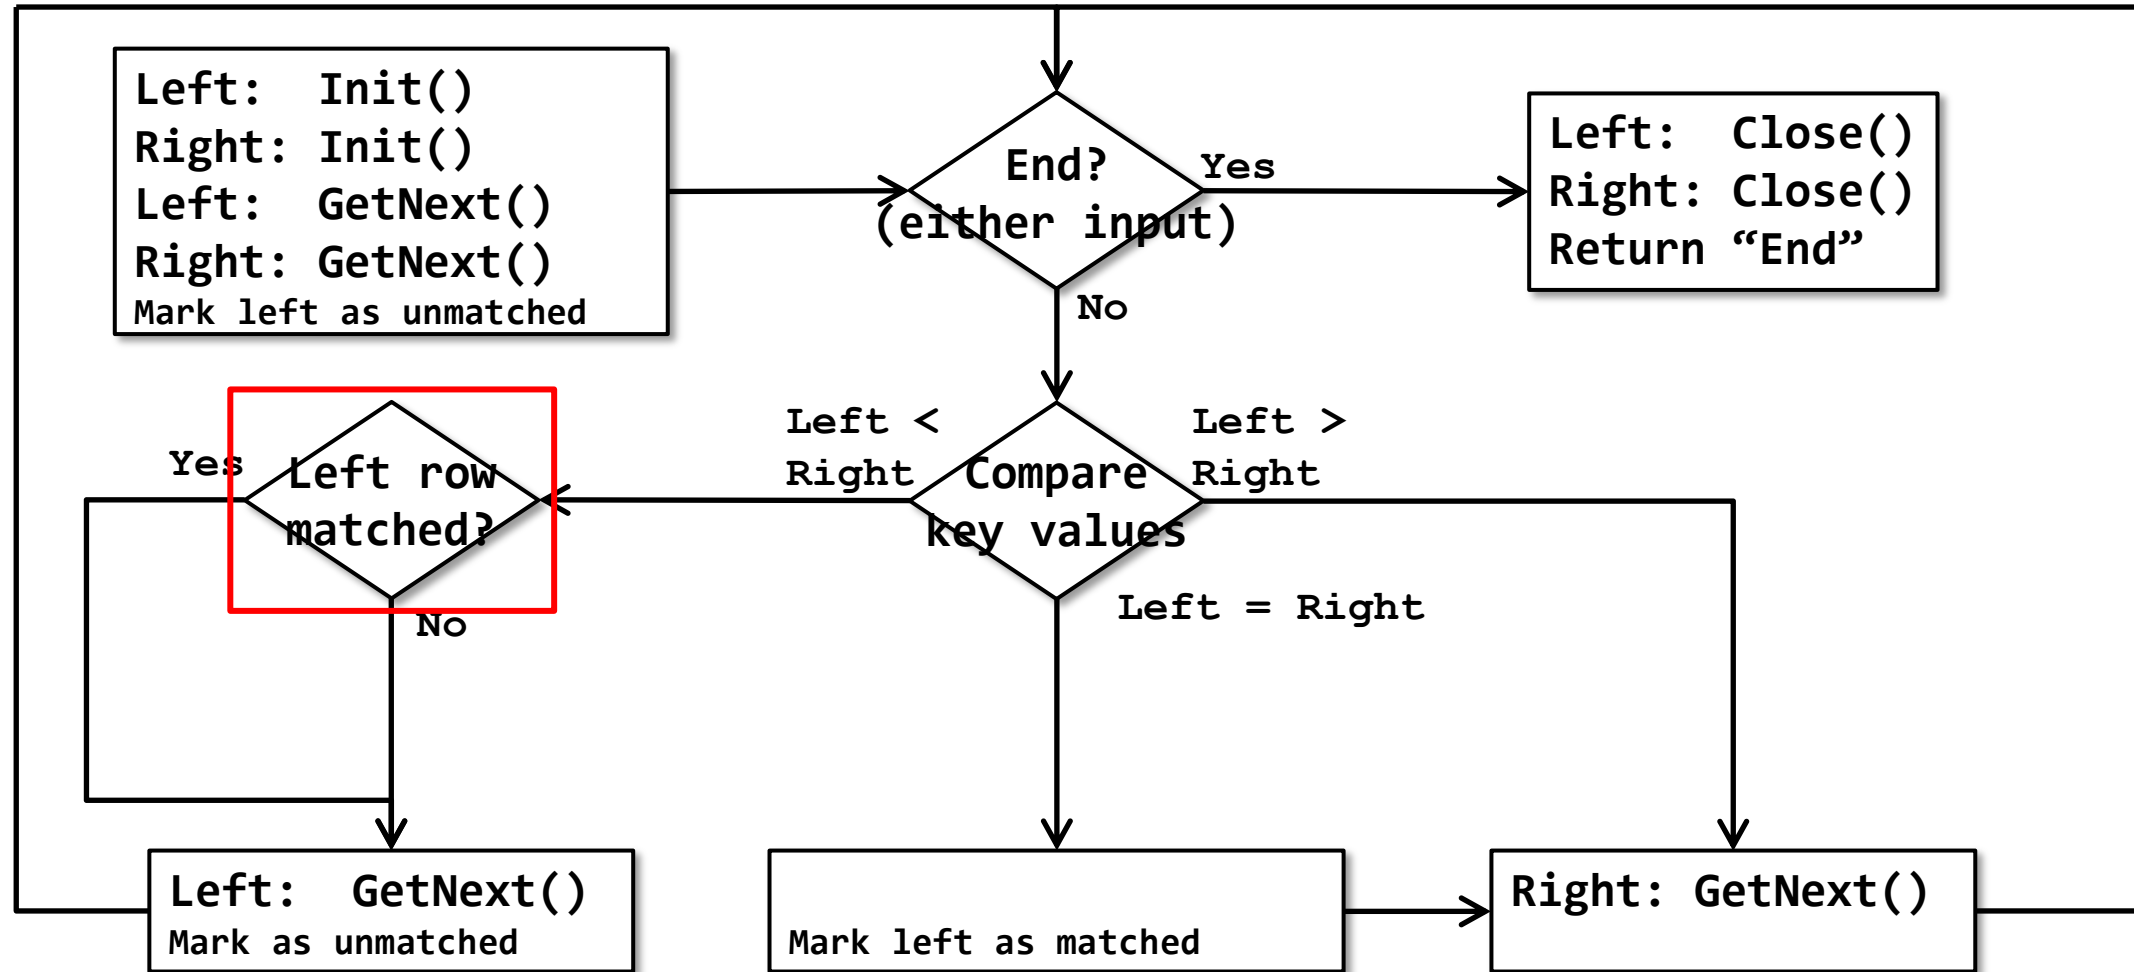 Left:  Init()
Right: Init()
Left:  GetNext()
Right: GetNext()
Mark left as unmatched
End?
(either input)
Yes
Left:  Close()
Right: Close()
Return “End”
No
Yes
Left row
matched?
No
Left <
Right
Compare
key values
Left >
Right
Left = Right
Left:  GetNext()
Mark as unmatched
Mark left as matched
Right: GetNext()